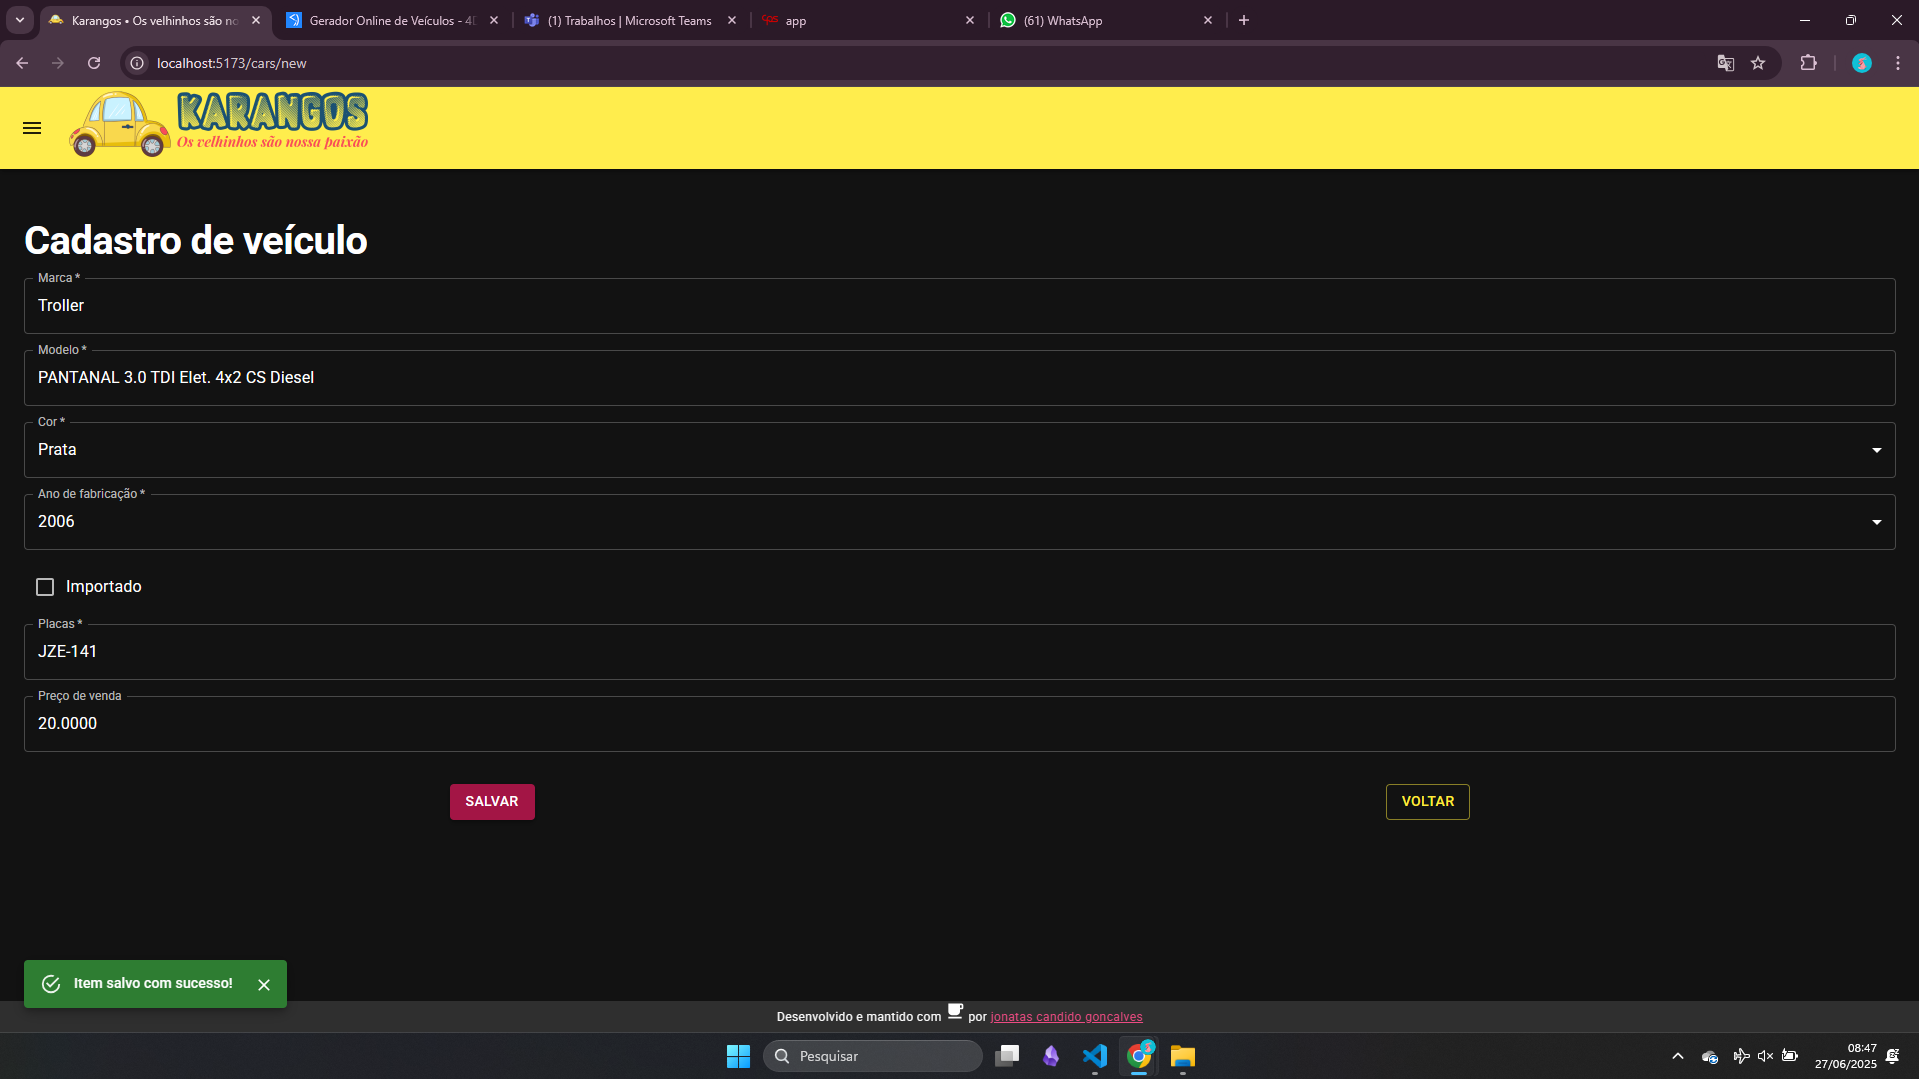 Karangos • Os velhinhos são no
Gerador Online de Veículos - 4D
(1) Trabalhos | Microsoft Teams
cps
app
(61) WhatsApp
localhost:5173/cars/new
KARANGOS
Os velhinhos são nossa paixão
Cadastro de veículo
Marca *
Troller
Modelo *
PANTANAL 3.0 TDI Elet. 4x2 CS Diesel
Cor *
Prata
Ano de fabricação *
2006
Importado
Placas *
JZE-141
Preço de venda
20.0000
SALVAR
VOLTAR
Item salvo com sucesso!
Desenvolvido e mantido com por jonatas candido goncalves
Pesquisar
08:47
27/06/2025